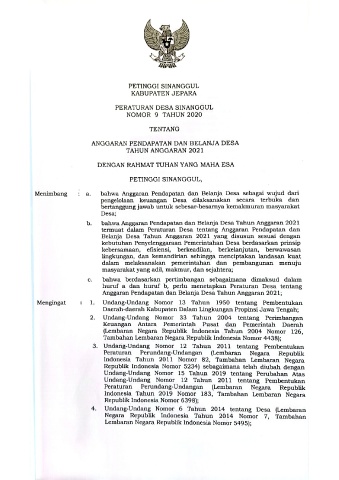 PETINGGI SINANGGUL
KABUPATEN JEPARA
PERATURAN DESA SINANGGUL
NOMOR 9 TAHUN 2020
TENTANG
ANGGARAN PENDAPATAN DAN BELANJA DESA
TAHUN ANGGARAN 2021
DENGAN RAHMAT TUHAN YANG MAHA ESA
PETINGGI SINANGGUL,
Menimbang : a. bahwa Anggaran Pendapatan dan Belanja Desa sebagai wujud dari
pengelolaan keuangan Desa dilaksanakan secara terbuka dan
bertanggung jawab untuk sebesar-besarnya kemakmuran masyarakat
Desa;
b. bahwa Anggaran Pendapatan dan Belanja Desa Tahun Anggaran 2021
termuat dalam Peraturan Desa tentang Anggaran Pendapatan dan
Belanja Desa Tahun Anggaran 2021 yang disusun sesuai dengan
kebutuhan Penyelenggaraan Pemerintahan Desa berdasarkan prinsip
kebersamaan, efisiensi, berkeadilan, berkelanjutan, berwawasan
lingkungan, dan kemandirian sehingga menciptakan landasan kuat
dalam melaksanakan pemerintahan dan pembangunan menuju
masyarakat yang adil, makmur, dan sejahtera;
c. bahwa berdasarkan pertimbangan sebagaimana dimaksud dalam
huruf a dan huruf b, perlu menetapkan Peraturan Desa tentang
Anggaran Pendapatan dan Belanja Desa Tahun Anggaran 2021;
Mengingat : 1. Undang-Undang Nomor 13 Tahun 1950 tentang Pembentukan
Daerah-daerah Kabupaten Dalam Lingkungan Propinsi Jawa Tengah;
2. Undang-Undang Nomor 33 Tahun 2004 tentang Perimbangan
Keuangan Antara Pemerintah Pusat dan Pemerintah Daerah
(Lembaran Negara Republik Indonesia Tahun 2004 Nomor 126,
Tambahan Lembaran Negara Republik Indonesia Nomor 4438);
3. Undang-Undang Nomor 12 Tahun 2011 tentang Pembentukan
Peraturan Perundang-Undangan (Lembaran Negara Republik
Indonesia Tahun 2011 Nomor 82, Tambahan Lembaran Negara
Republik Indonesia Nomor 5234) sebagaimana telah diubah dengan
Undang-Undang Nomor 15 Tahun 2019 tentang Perubahan Atas
Undang-Undang Nomor 12 Tahun 2011 tentang Pembentukan
Peraturan Perundang-Undangan (Lembaran Negara Republik
Indonesia Tahun 2019 Nomor 183, Tambahan Lembaran Negara
Republik Indonesia Nomor 6398);
4. Undang-Undang Nomor 6 Tahun 2014 tentang Desa (Lembaran
Negara Republik Indonesia Tahun 2014 Nomor 7, Tambahan
Lembaran Negara Republik Indonesia Nomor 5495);